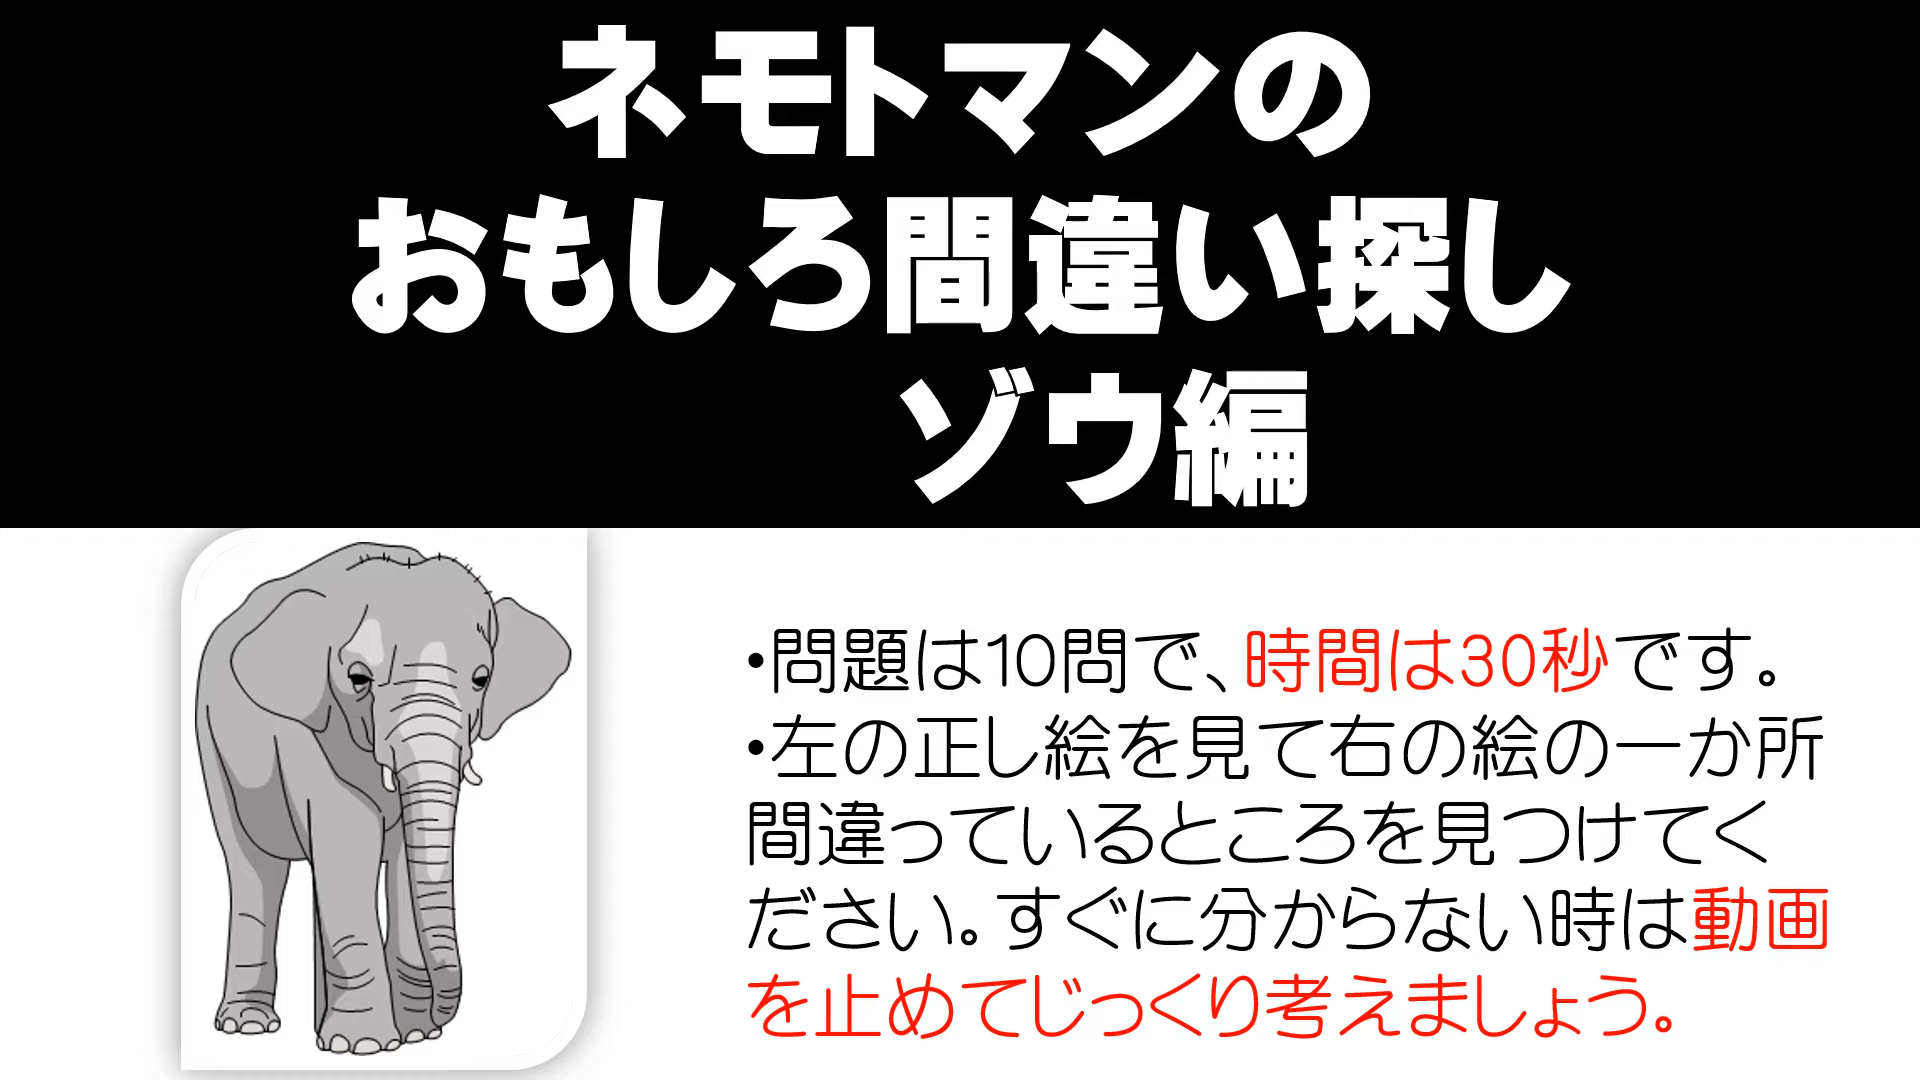 ネモトマンの
おもしろ間違い探し
ゾウ編
•問題は10問で、時間は30秒です。
•左の正し絵を見て右の絵の一か所
間違っているところを見つけてく
ださい。すぐに分からない時は動画
を止めてじっくり考えましょう。